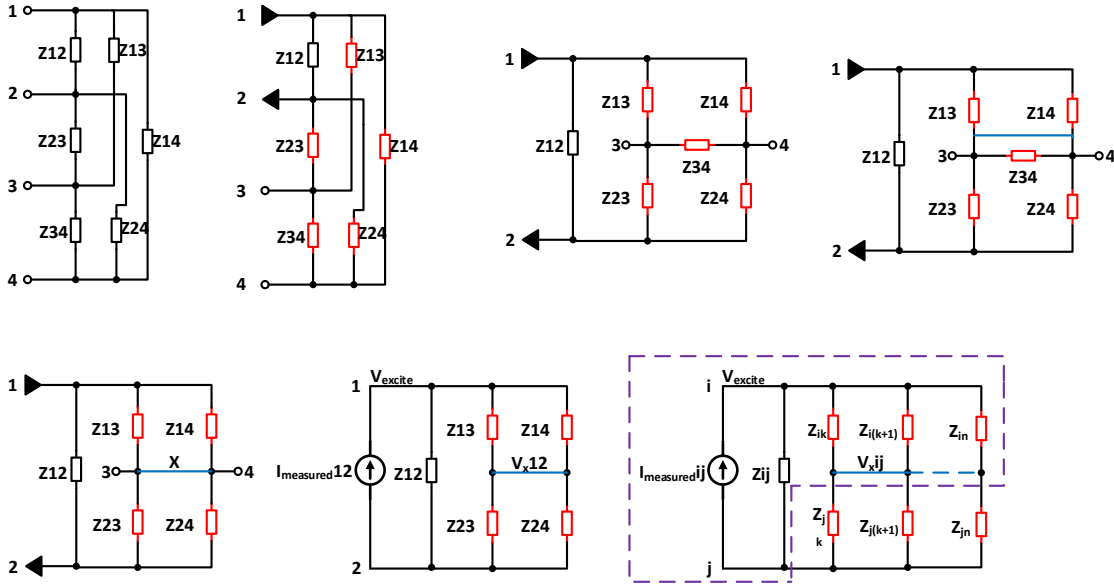 1
Z12
Z13
2
Z23
Z14
3
Z34
Z24
4
1
Z12
Z13
2
Z23
Z14
3
Z34
Z24
4
1
Z13
Z14
Z12
3
4
Z34
Z23
Z24
2
1
Z13
Z14
Z12
3
4
Z34
Z23
Z24
2
1
Z13
Z14
Z12
3
X
4
Z23
Z24
2
1
Vexcite
Z13
Z14
Imeasured12
Z12
Vx12
Z23
Z24
2
i
Vexcite
Zik
Zi(k+1)
Zin
Imeasuredij
Zij
Vxij
Zj
k
Zj(k+1)
Zjn
j